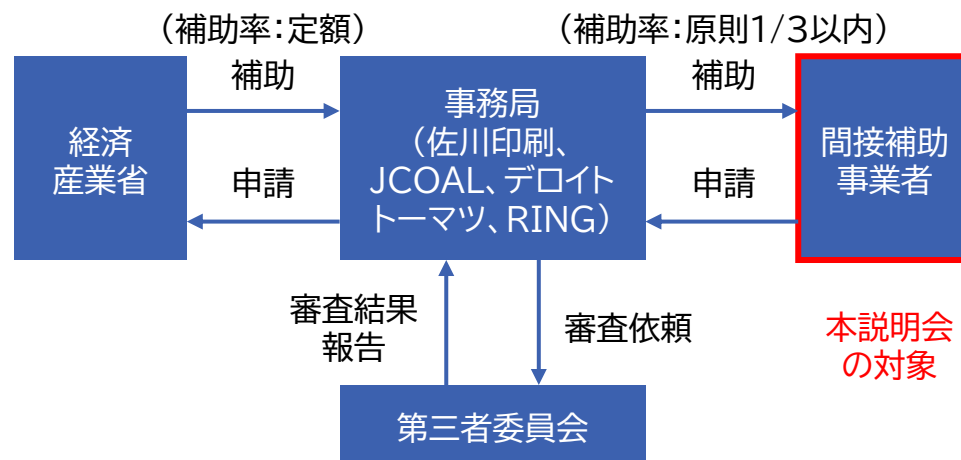 (補助率:定額)
(補助率:原則1/3以内)
補助
補助
経済
産業省
事務局
(佐川印刷、
JCOAL、デロイト
トーマツ、RING)
間接補助
事業者
申請
申請
審査結果
報告
審査依頼
本説明会
の対象
第三者委員会